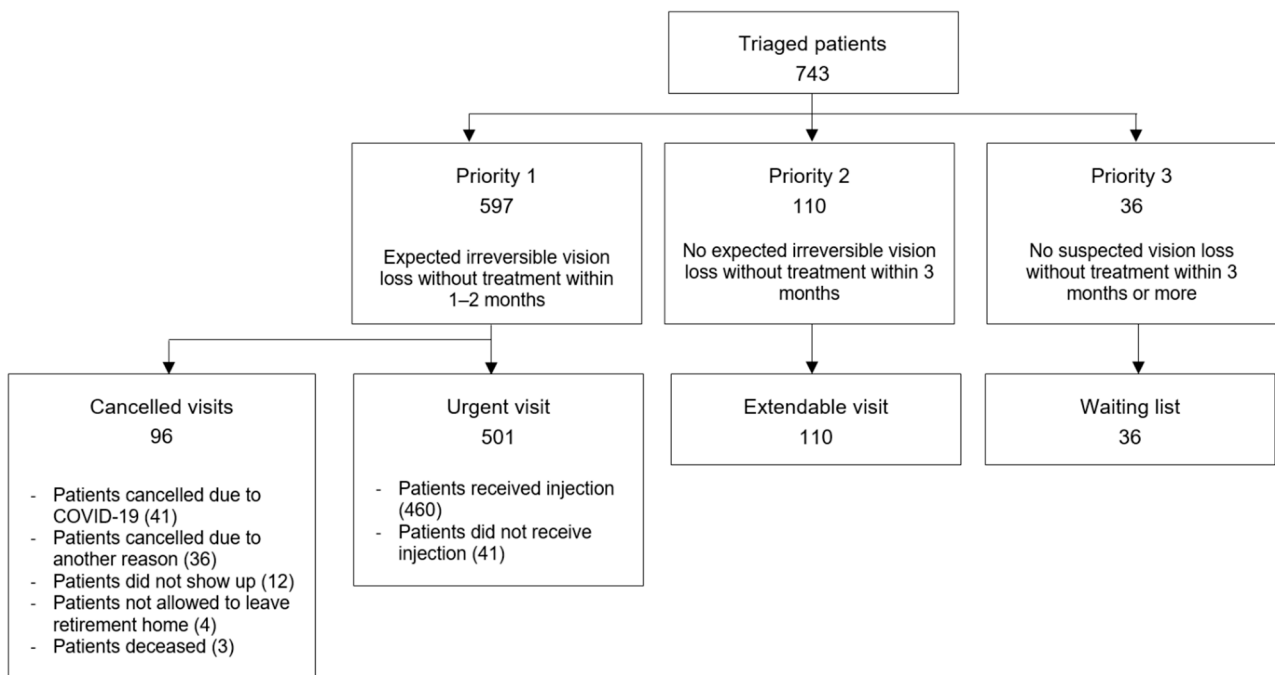 Triaged patients
743
Priority 1
597
Expected irreversible vision
loss without treatment within
1–2 months
Priority 2
110
No expected irreversible vision
loss without treatment within 3
months
Priority 3
36
No suspected vision loss
without treatment within 3
months or more
Cancelled visits
96
- Patients cancelled due to
COVID-19 (41)
- Patients cancelled due to
another reason (36)
- Patients did not show up (12)
- Patients not allowed to leave
retirement home (4)
- Patients deceased (3)
Urgent visit
501
- Patients received injection
(460)
- Patients did not receive
injection (41)
Extendable visit
110
Waiting list
36